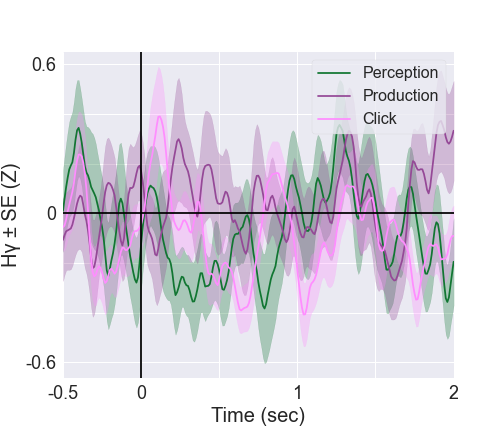 Perception
Production
Click
0.6
0
-0.6
Hγ ± SE (Z)
-0.5
0
1
2
Time (sec)